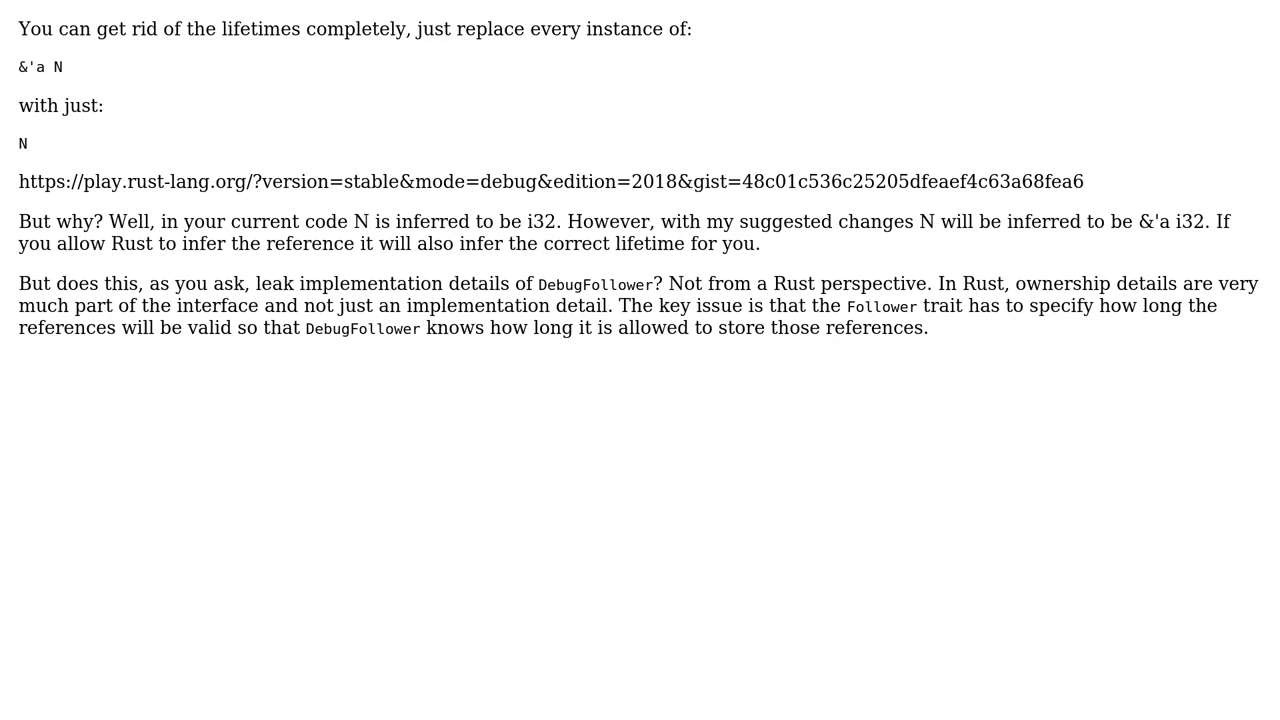 You can get rid of the lifetimes completely, just replace every instance of:
&'a N
with just:
N
https://play.rust-lang.org/?version=stable&mode=debug&edition=2018&gist=48c01c536c25205dfeaef4c63a68fea6
But why? Well, in your current code N is inferred to be i32. However, with my suggested changes N will be inferred to be &'a i32. If
you allow Rust to infer the reference it will also infer the correct lifetime for you.
But does this, as you ask, leak implementation details of DebugFollower? Not from a Rust perspective. In Rust, ownership details are very
much part of the interface and not just an implementation detail. The key issue is that the Follower trait has to specify how long the
references will be valid so that DebugFollower knows how long it is allowed to store those references.